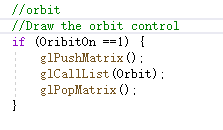 //orbit
//Draw the orbit control
if (OribitOn ==1) {
glPushMatrix();
glCallList(Orbit);
glPopMatrix();
}